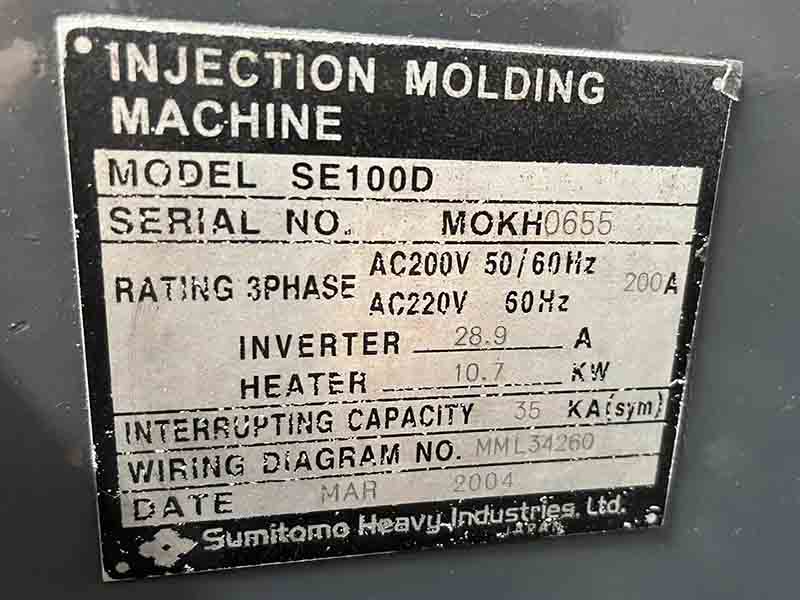 INJECTION MOLDING
MACHINE
MODEL SE100D
SERIAL NO. MOKH0655
RATING 3PHASE AC200V 50/60Hz
AC220V 60Hz 200A
INVERTER 28.9 A
HEATER 10.7 KW
INTERRUPTING CAPACITY 35 KA(sym)
WIRING DIAGRAM NO. MML34260
DATE MAR 2004
Sumitomo Heavy Industries, Ltd.
JAPAN